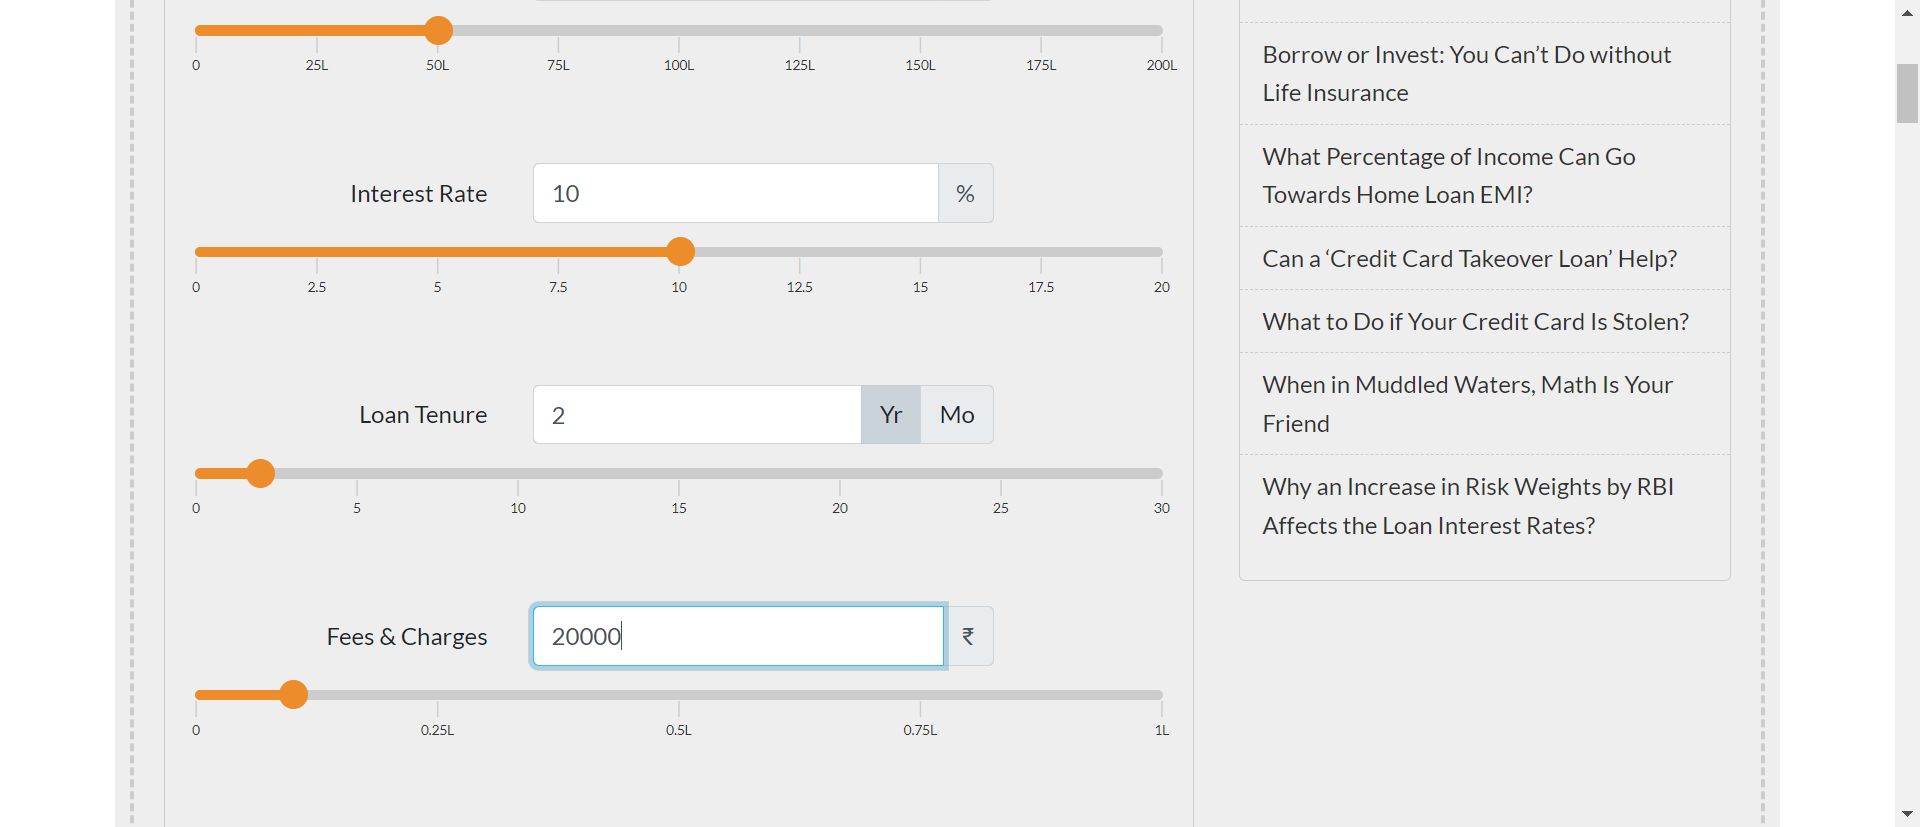 0 25L 50L 75L 100L 125L 150L 175L 200L
Interest Rate 10 %
0 2.5 5 7.5 10 12.5 15 17.5 20
Loan Tenure 2 Yr Mo
0 5 10 15 20 25 30
Fees & Charges 20000 ₹
0 0.25L 0.5L 0.75L 1L
Borrow or Invest: You Can’t Do without
Life Insurance
What Percentage of Income Can Go
Towards Home Loan EMI?
Can a ‘Credit Card Takeover Loan’ Help?
What to Do if Your Credit Card Is Stolen?
When in Muddled Waters, Math Is Your
Friend
Why an Increase in Risk Weights by RBI
Affects the Loan Interest Rates?